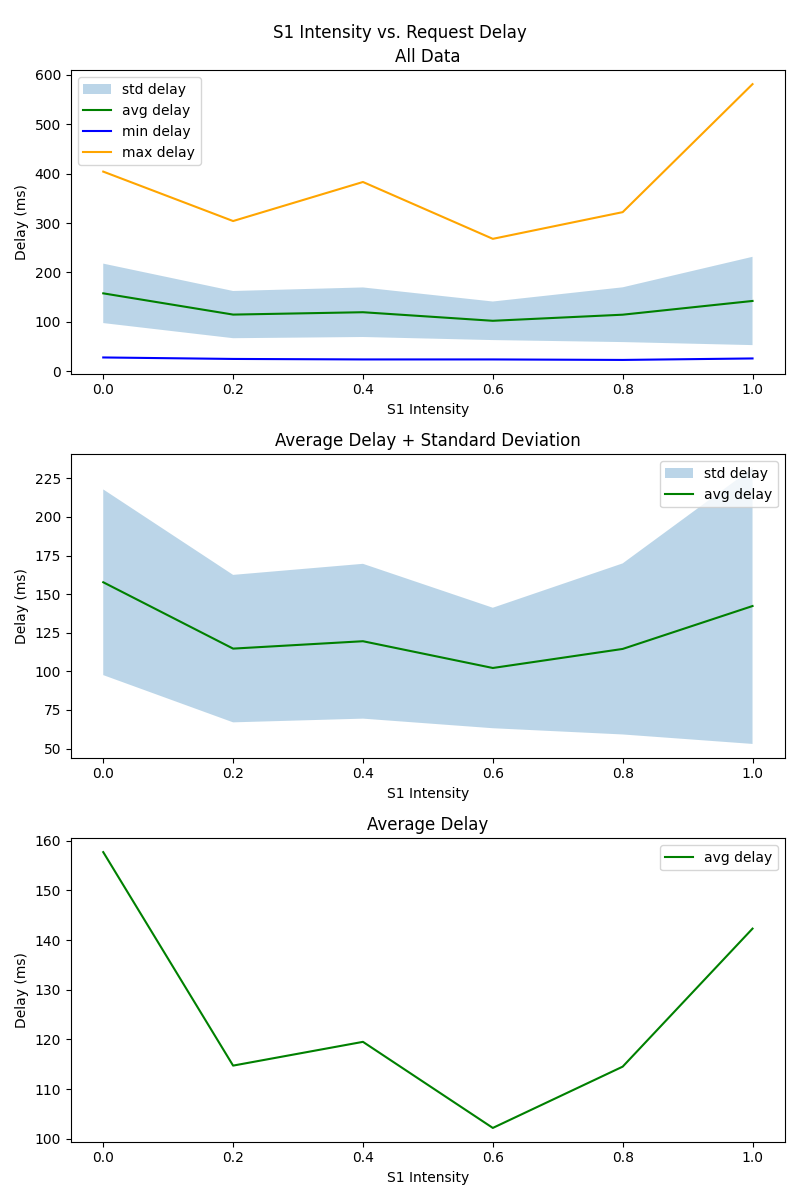 S1 Intensity vs. Request Delay
All Data
600
500
400
300
200
100
0
Delay (ms)
std delay
avg delay
min delay
max delay
0.0 0.2 0.4 0.6 0.8 1.0
S1 Intensity
Average Delay + Standard Deviation
225
200
175
150
125
100
75
50
Delay (ms)
std delay
avg delay
0.0 0.2 0.4 0.6 0.8 1.0
S1 Intensity
Average Delay
160
150
140
130
120
110
100
Delay (ms)
avg delay
0.0 0.2 0.4 0.6 0.8 1.0
S1 Intensity